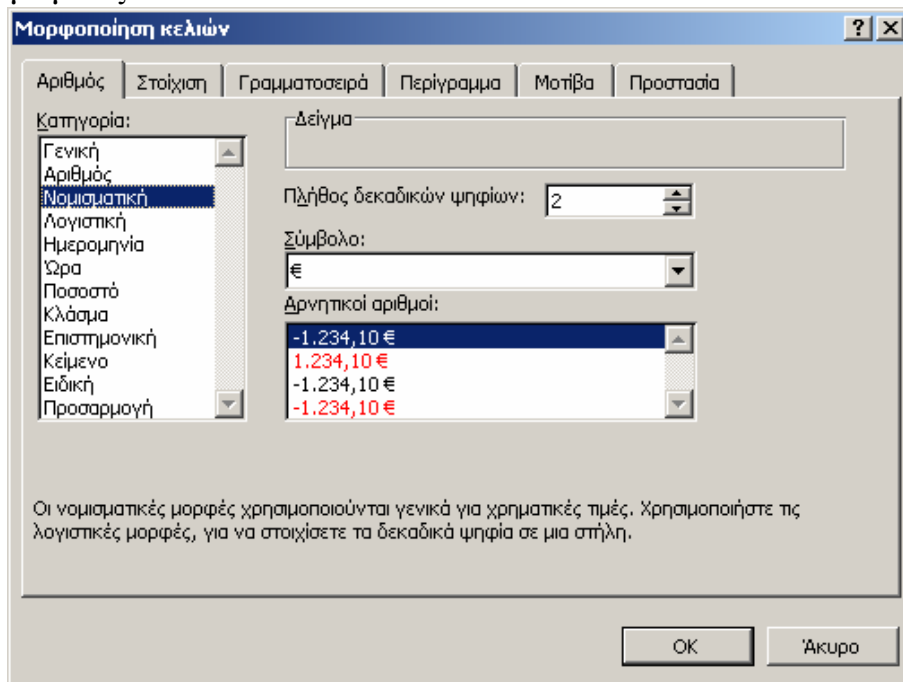 Μορφοποίηση κελιών
Αριθμός Στοίχιση Γραμματοσειρά Περίγραμμα Μοτίβα Προστασία
Κατηγορία:
Γενική
Αριθμός
Νομισματική
Λογιστική
Ημερομηνία
Ώρα
Ποσοστό
Κλάσμα
Επιστημονική
Κείμενο
Ειδική
Προσαρμογή
Δείγμα
Πλήθος δεκαδικών ψηφίων: 2
Σύμβολο:
€
Αρνητικοί αριθμοί:
-1.234,10 €
1.234,10 €
-1.234,10 €
-1.234,10 €
Οι νομισματικές μορφές χρησιμοποιούνται γενικά για χρηματικές τιμές. Χρησιμοποιήστε τις
λογιστικές μορφές, για να στοιχίσετε τα δεκαδικά ψηφία σε μια στήλη.
OK Άκυρο